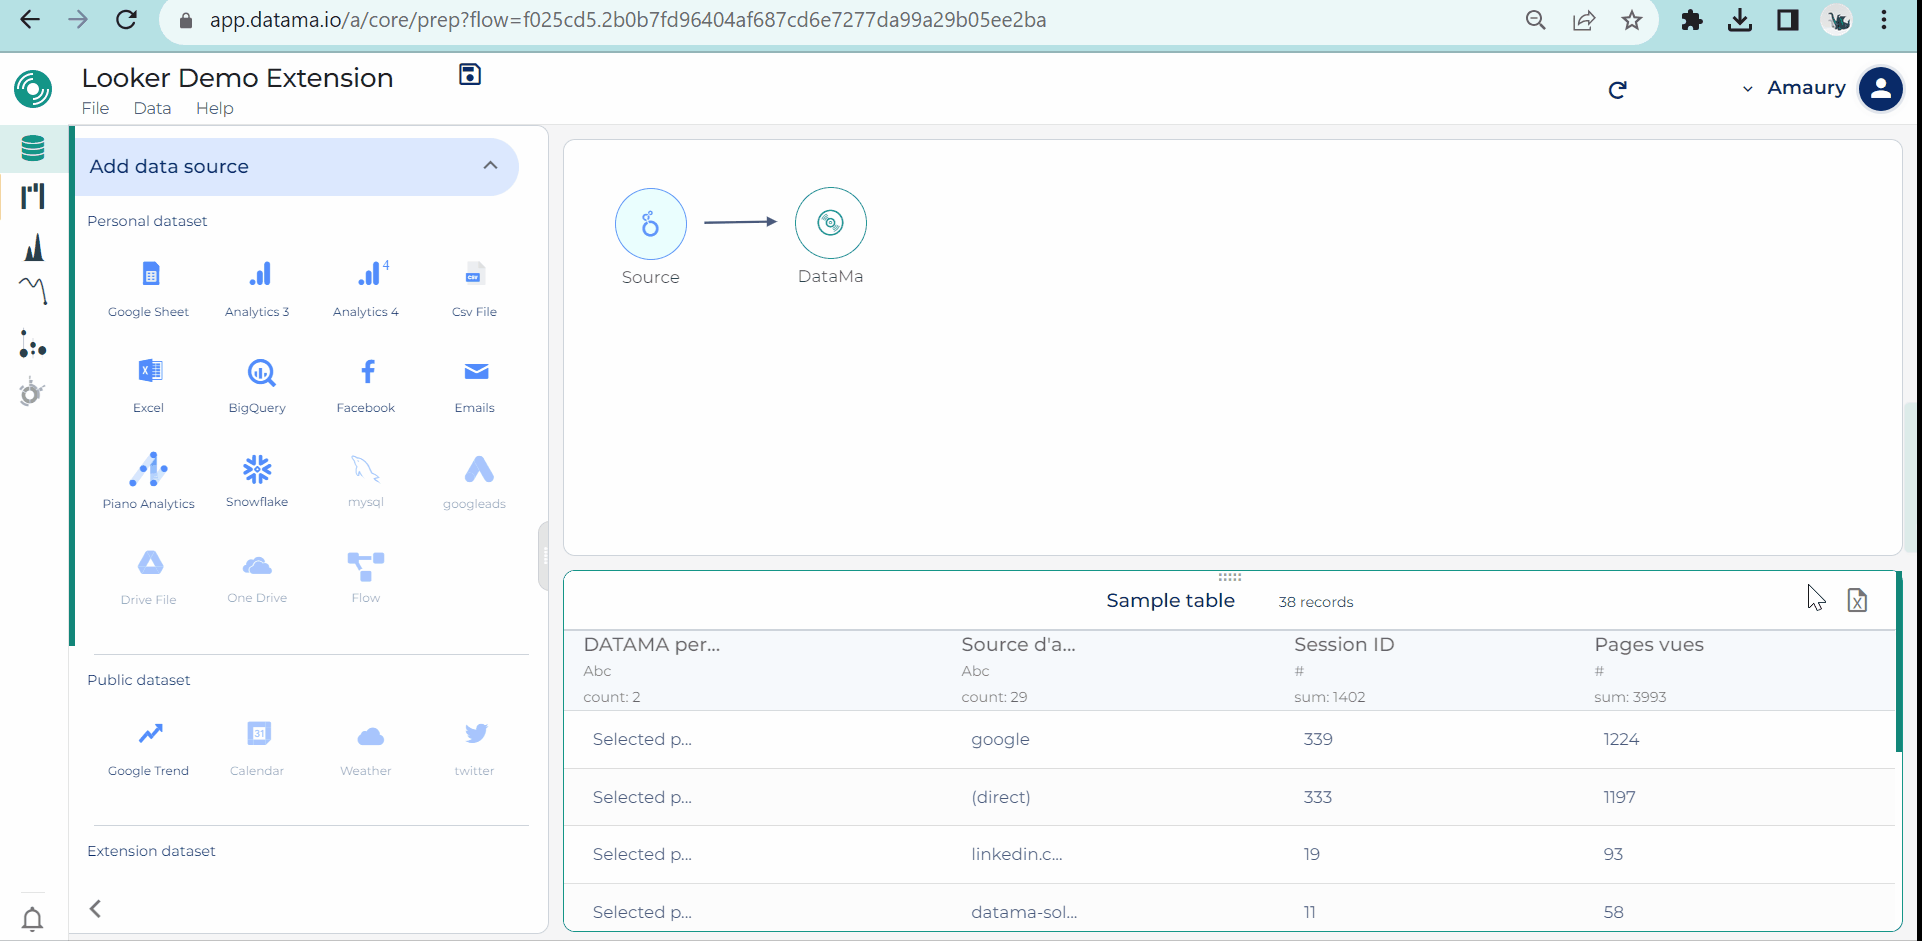 app.datama.io/a/core/prep?flow=f025cd5.2b0b7fd96404af687cd6e7277da99a29b05ee2ba
Looker Demo Extension
File Data Help
Amaury
Add data source
Personal dataset
4
CSV
Google Sheet Analytics 3 Analytics 4 Csv File
X
Excel BigQuery Facebook Emails
Piano Analytics Snowflake mysql googleads
Drive File One Drive Flow
Public dataset
31
Google Trend Calendar Weather twitter
Extension dataset
Source DataMa
Sample table 38 records
X
DATAMA per... Source d'a... Session ID Pages vues
Abc Abc # #
count: 2 count: 29 sum: 1402 sum: 3993
Selected p... google 339 1224
Selected p... (direct) 333 1197
Selected p... linkedin.c... 19 93
Selected p... datama-sol... 11 58